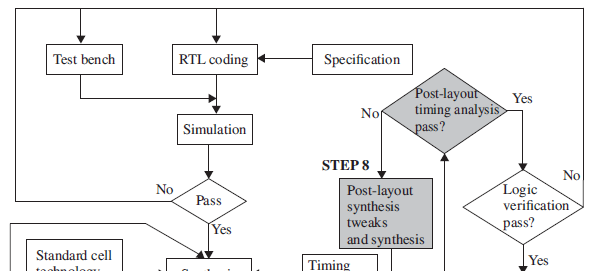 Test bench
RTL coding
Specification
Simulation
No
Pass
Yes
Standard cell
Post-layout
timing analysis
pass?
No
Yes
STEP 8
Post-layout
synthesis
tweaks
and synthesis
Logic
verification
pass?
No
Yes
Timing